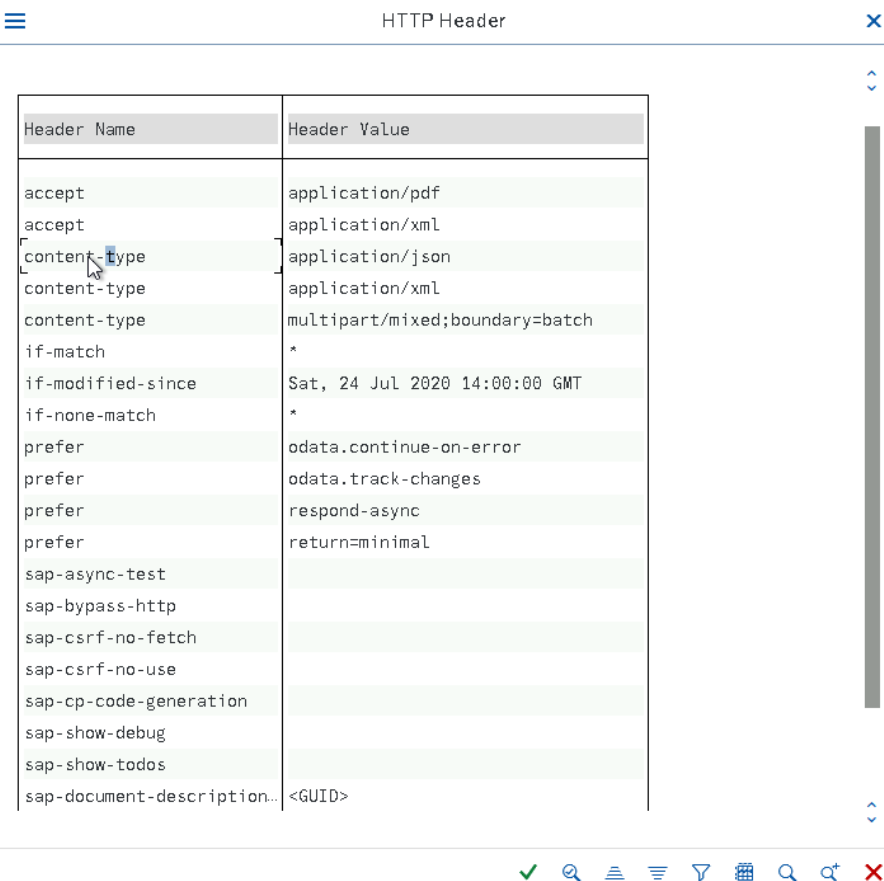 HTTP Header
Header Name Header Value
accept application/pdf
accept application/xml
content-type application/json
content-type application/xml
content-type multipart/mixed;boundary=batch
if-match *
if-modified-since Sat, 24 Jul 2020 14:00:00 GMT
if-none-match *
prefer odata.continue-on-error
prefer odata.track-changes
prefer respond-async
prefer return=minimal
sap-async-test
sap-bypass-http
sap-csrf-no-fetch
sap-csrf-no-use
sap-cp-code-generation
sap-show-debug
sap-show-todos
sap-document-description… <GUID>